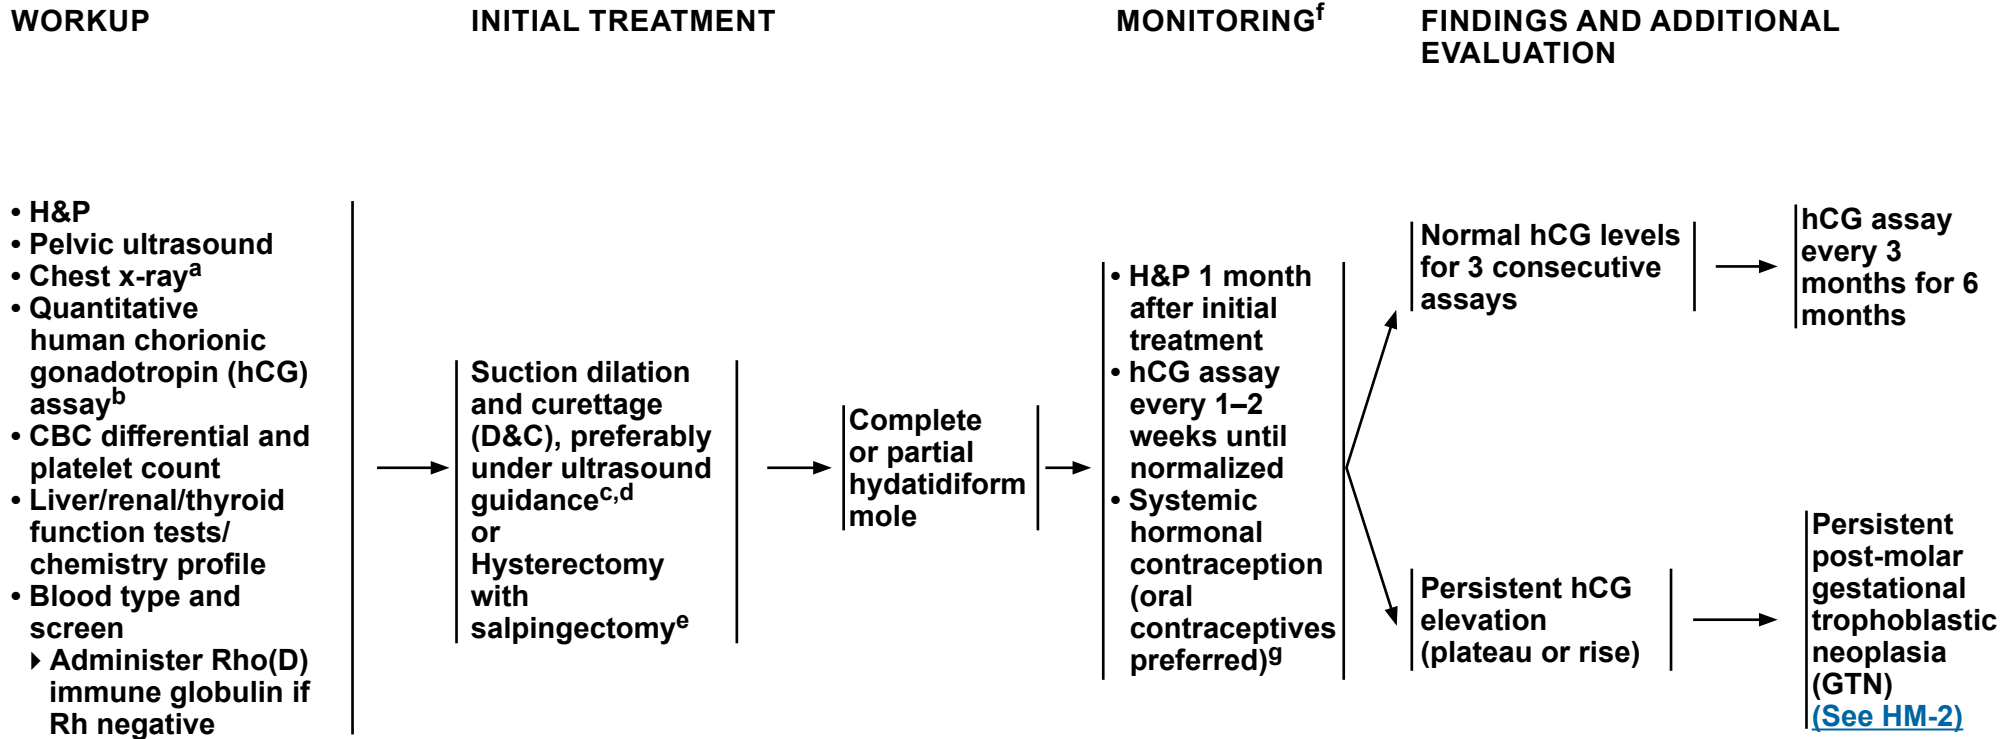 WORKUP
INITIAL TREATMENT
MONITORINGᶠ
FINDINGS AND ADDITIONAL
EVALUATION
• H&P
• Pelvic ultrasound
• Chest x-rayᵃ
• Quantitative
human chorionic
gonadotropin (hCG)
assayᵇ
• CBC differential and
platelet count
• Liver/renal/thyroid
function tests/
chemistry profile
• Blood type and
screen
▸ Administer Rho(D)
immune globulin if
Rh negative
Suction dilation
and curettage
(D&C), preferably
under ultrasound
guidanceᶜ,ᵈ
or
Hysterectomy
with
salpingectomyᵉ
Complete
or partial
hydatidiform
mole
• H&P 1 month
after initial
treatment
• hCG assay
every 1–2
weeks until
normalized
• Systemic
hormonal
contraception
(oral
contraceptives
preferred)ᵍ
Normal hCG levels
for 3 consecutive
assays
hCG assay
every 3
months for 6
months
Persistent hCG
elevation
(plateau or rise)
Persistent
post-molar
gestational
trophoblastic
neoplasia
(GTN)
(See HM-2)